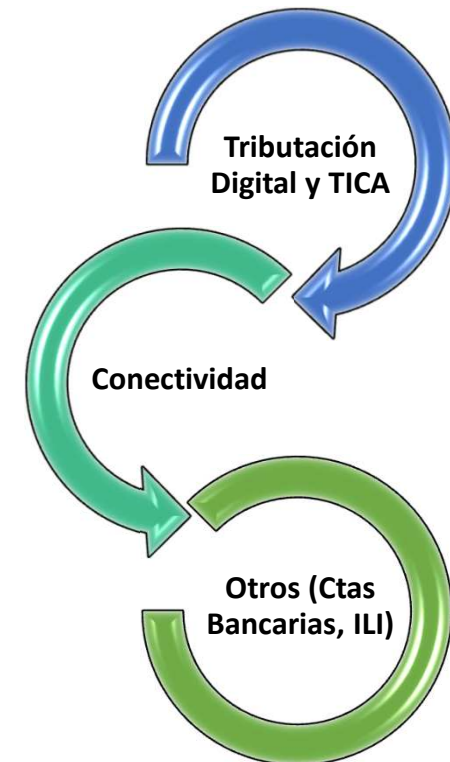 Tributación
Digital y TICA
Conectividad
Otros (Ctas
Bancarias, ILI)